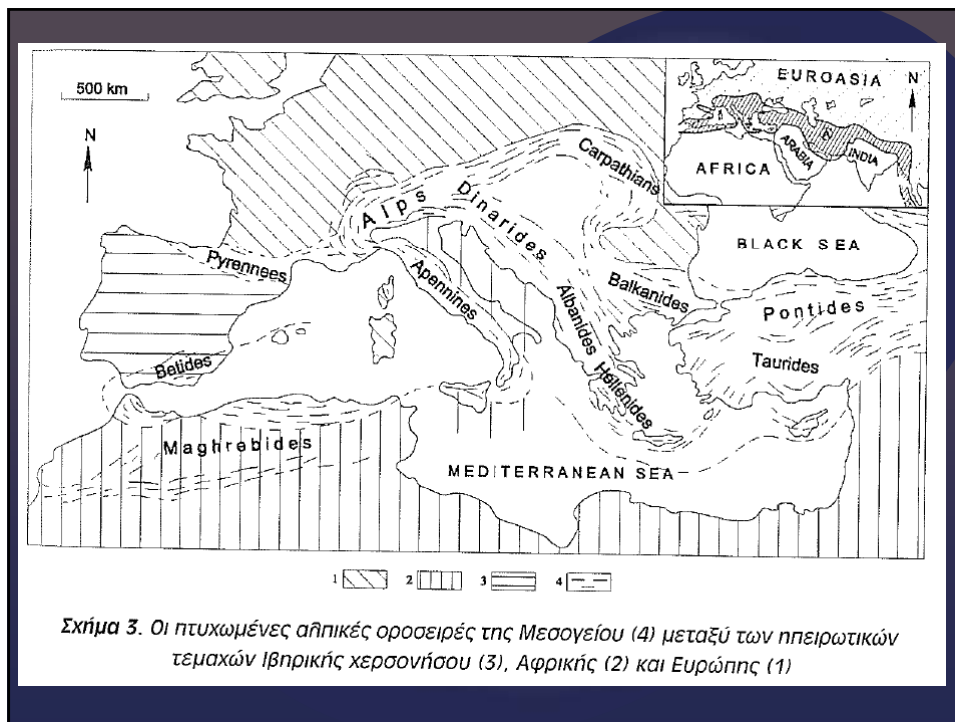 500 km
N
EUROASIA
N
AFRICA
ARABIA
INDIA
Carpathians
Alps
Dinarides
BLACK SEA
Pyrennees
Apennines
Balkanides
Pontides
Albanides
Taurides
Betides
Hellenides
Maghrebides
MEDITERRANEAN SEA
1 2 3 4
Σχήμα 3. Οι πτυχωμένες αλπικές οροσειρές της Μεσογείου (4) μεταξύ των ηπειρωτικών
τεμαχών Ιβηρικής χερσονήσου (3), Αφρικής (2) και Ευρώπης (1)